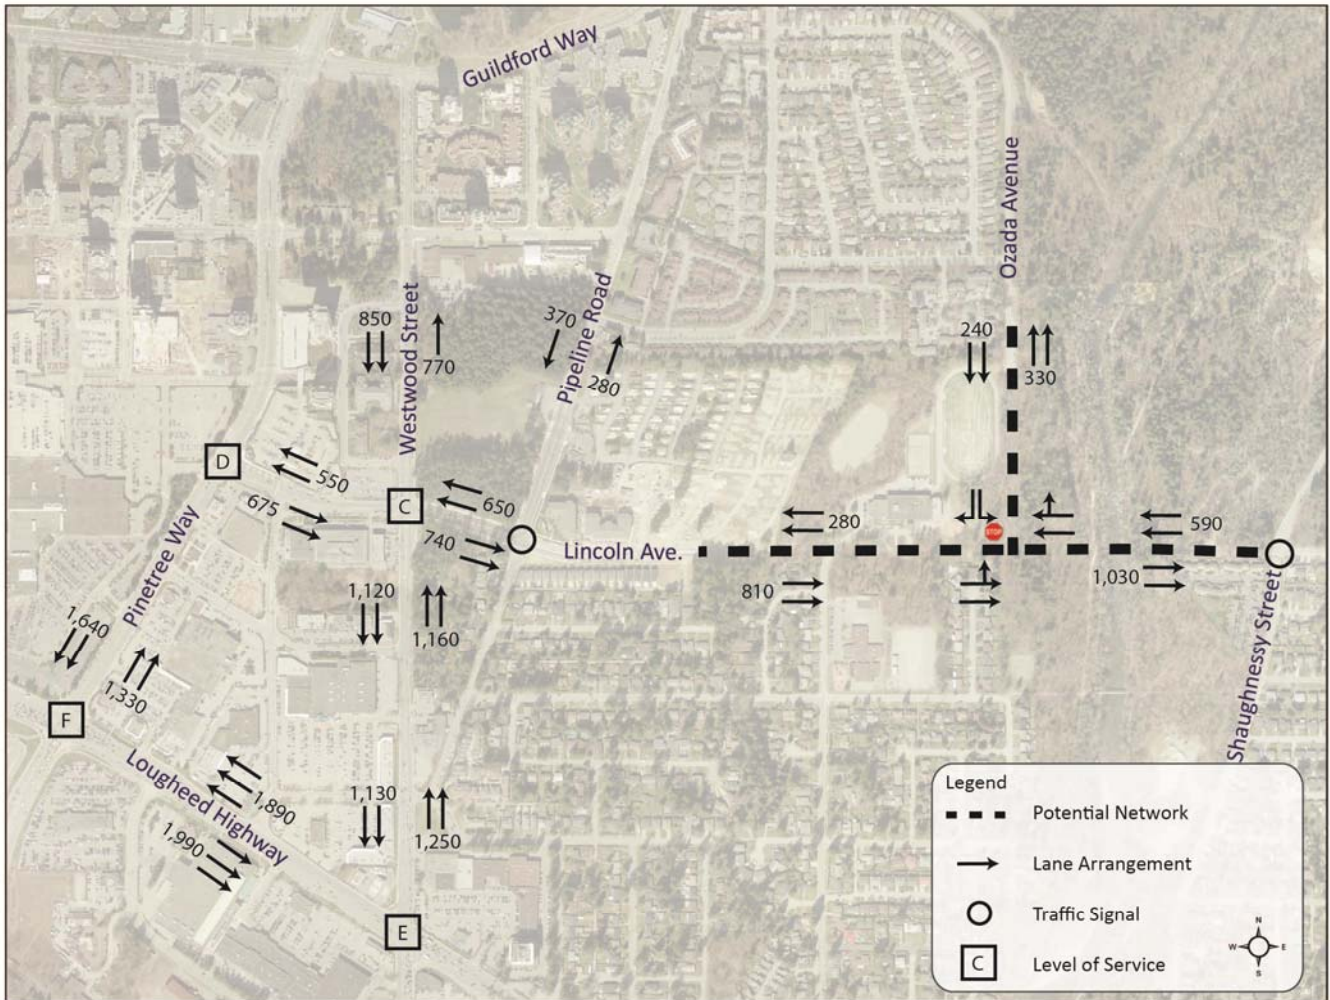 Guildford Way
Ozada Avenue
Westwood Street
Pipeline Road
850
770
370
280
240
330
D
550
675
C
650
740
Lincoln Ave.
280
STOP
590
810
1,030
Pinetree Way
1,640
1,330
1,120
1,160
Shaughnessy Street
F
Lougheed Highway
1,890
1,990
1,130
1,250
E
Legend
Potential Network
Lane Arrangement
Traffic Signal
C Level of Service
N
W E
S